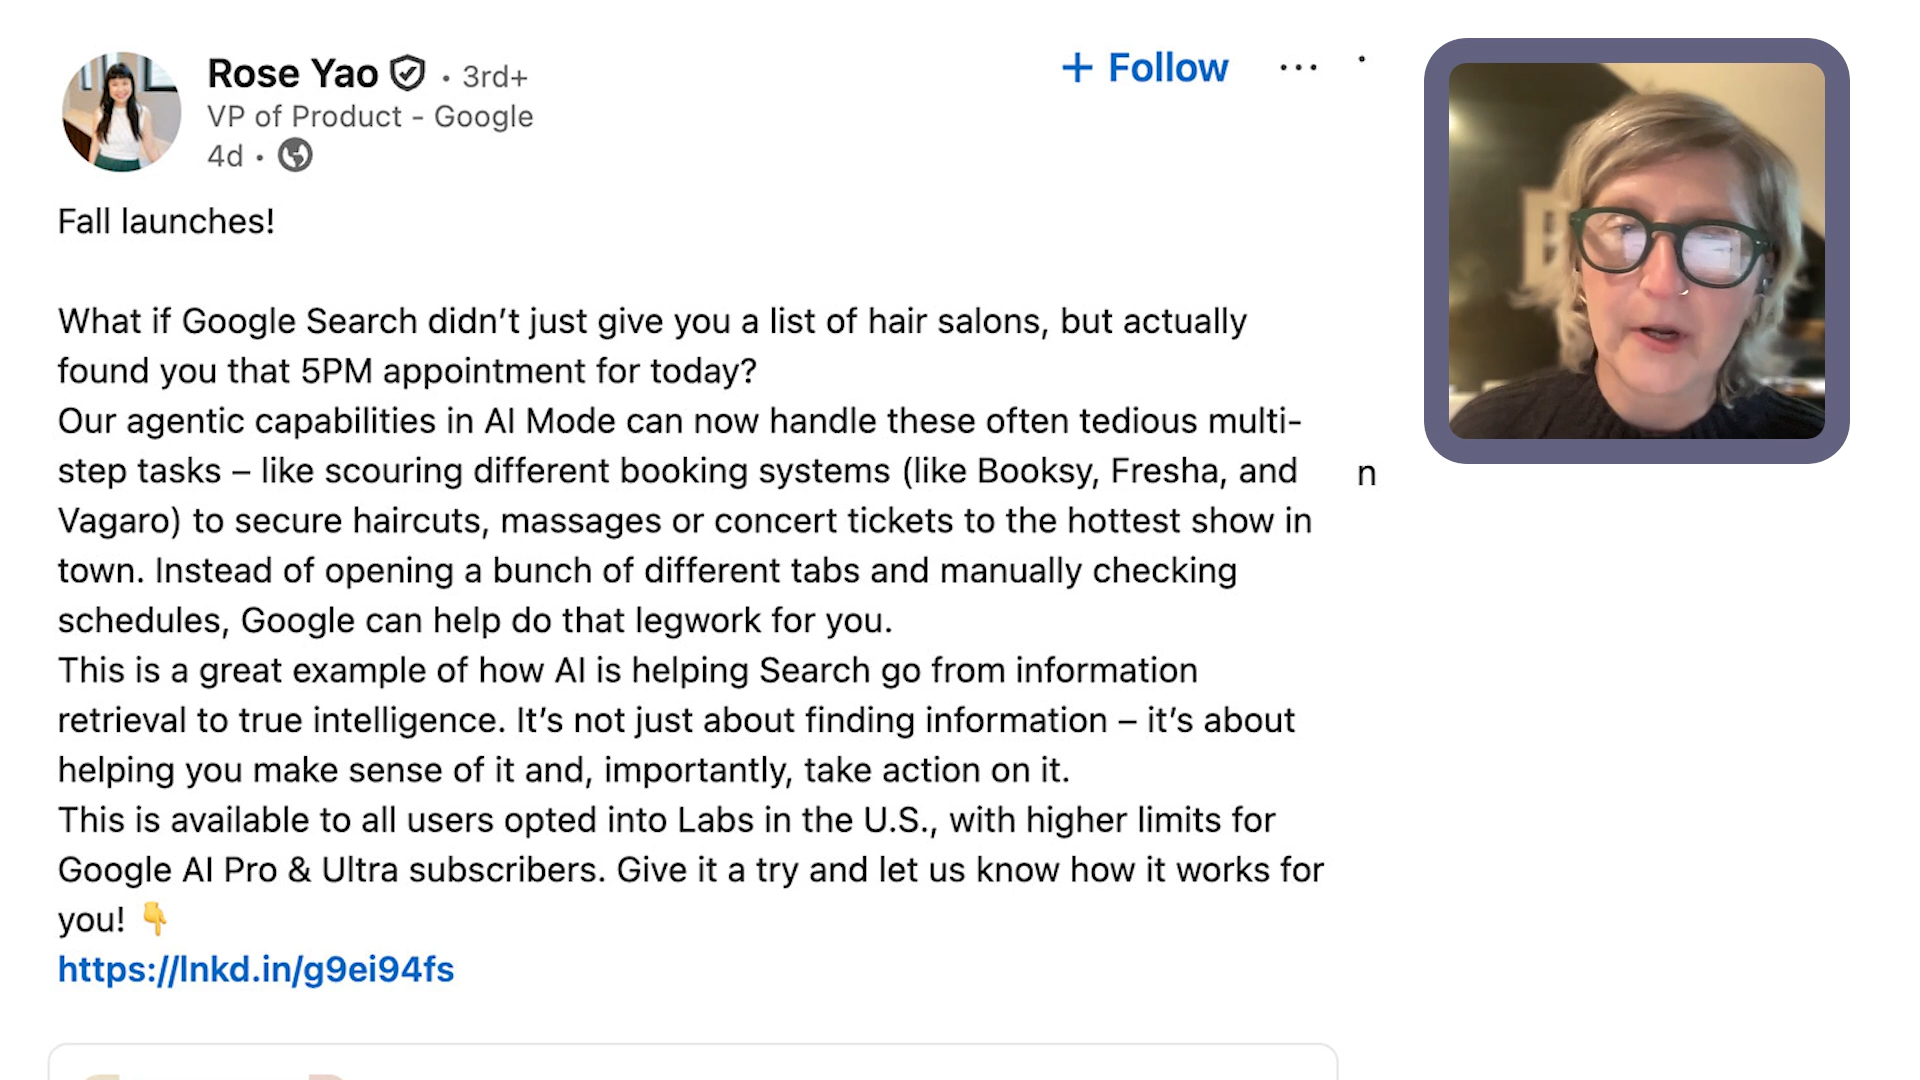 Rose Yao • 3rd+
+ Follow ...
VP of Product - Google
4d •
Fall launches!
What if Google Search didn’t just give you a list of hair salons, but actually
found you that 5PM appointment for today?
Our agentic capabilities in AI Mode can now handle these often tedious multi-
step tasks – like scouring different booking systems (like Booksy, Fresha, and
n
Vagaro) to secure haircuts, massages or concert tickets to the hottest show in
town. Instead of opening a bunch of different tabs and manually checking
schedules, Google can help do that legwork for you.
This is a great example of how AI is helping Search go from information
retrieval to true intelligence. It’s not just about finding information – it’s about
helping you make sense of it and, importantly, take action on it.
This is available to all users opted into Labs in the U.S., with higher limits for
Google AI Pro & Ultra subscribers. Give it a try and let us know how it works for
you! 👇
https://lnkd.in/g9ei94fs